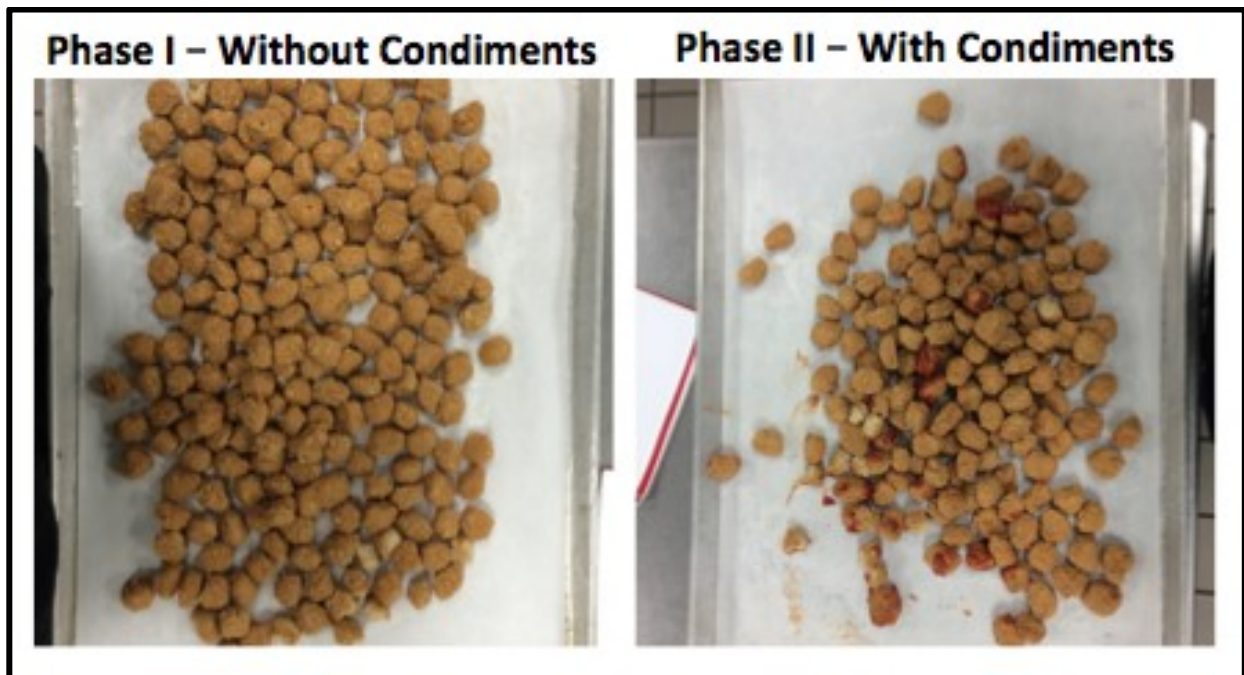 Phase I – Without Condiments
Phase II – With Condiments